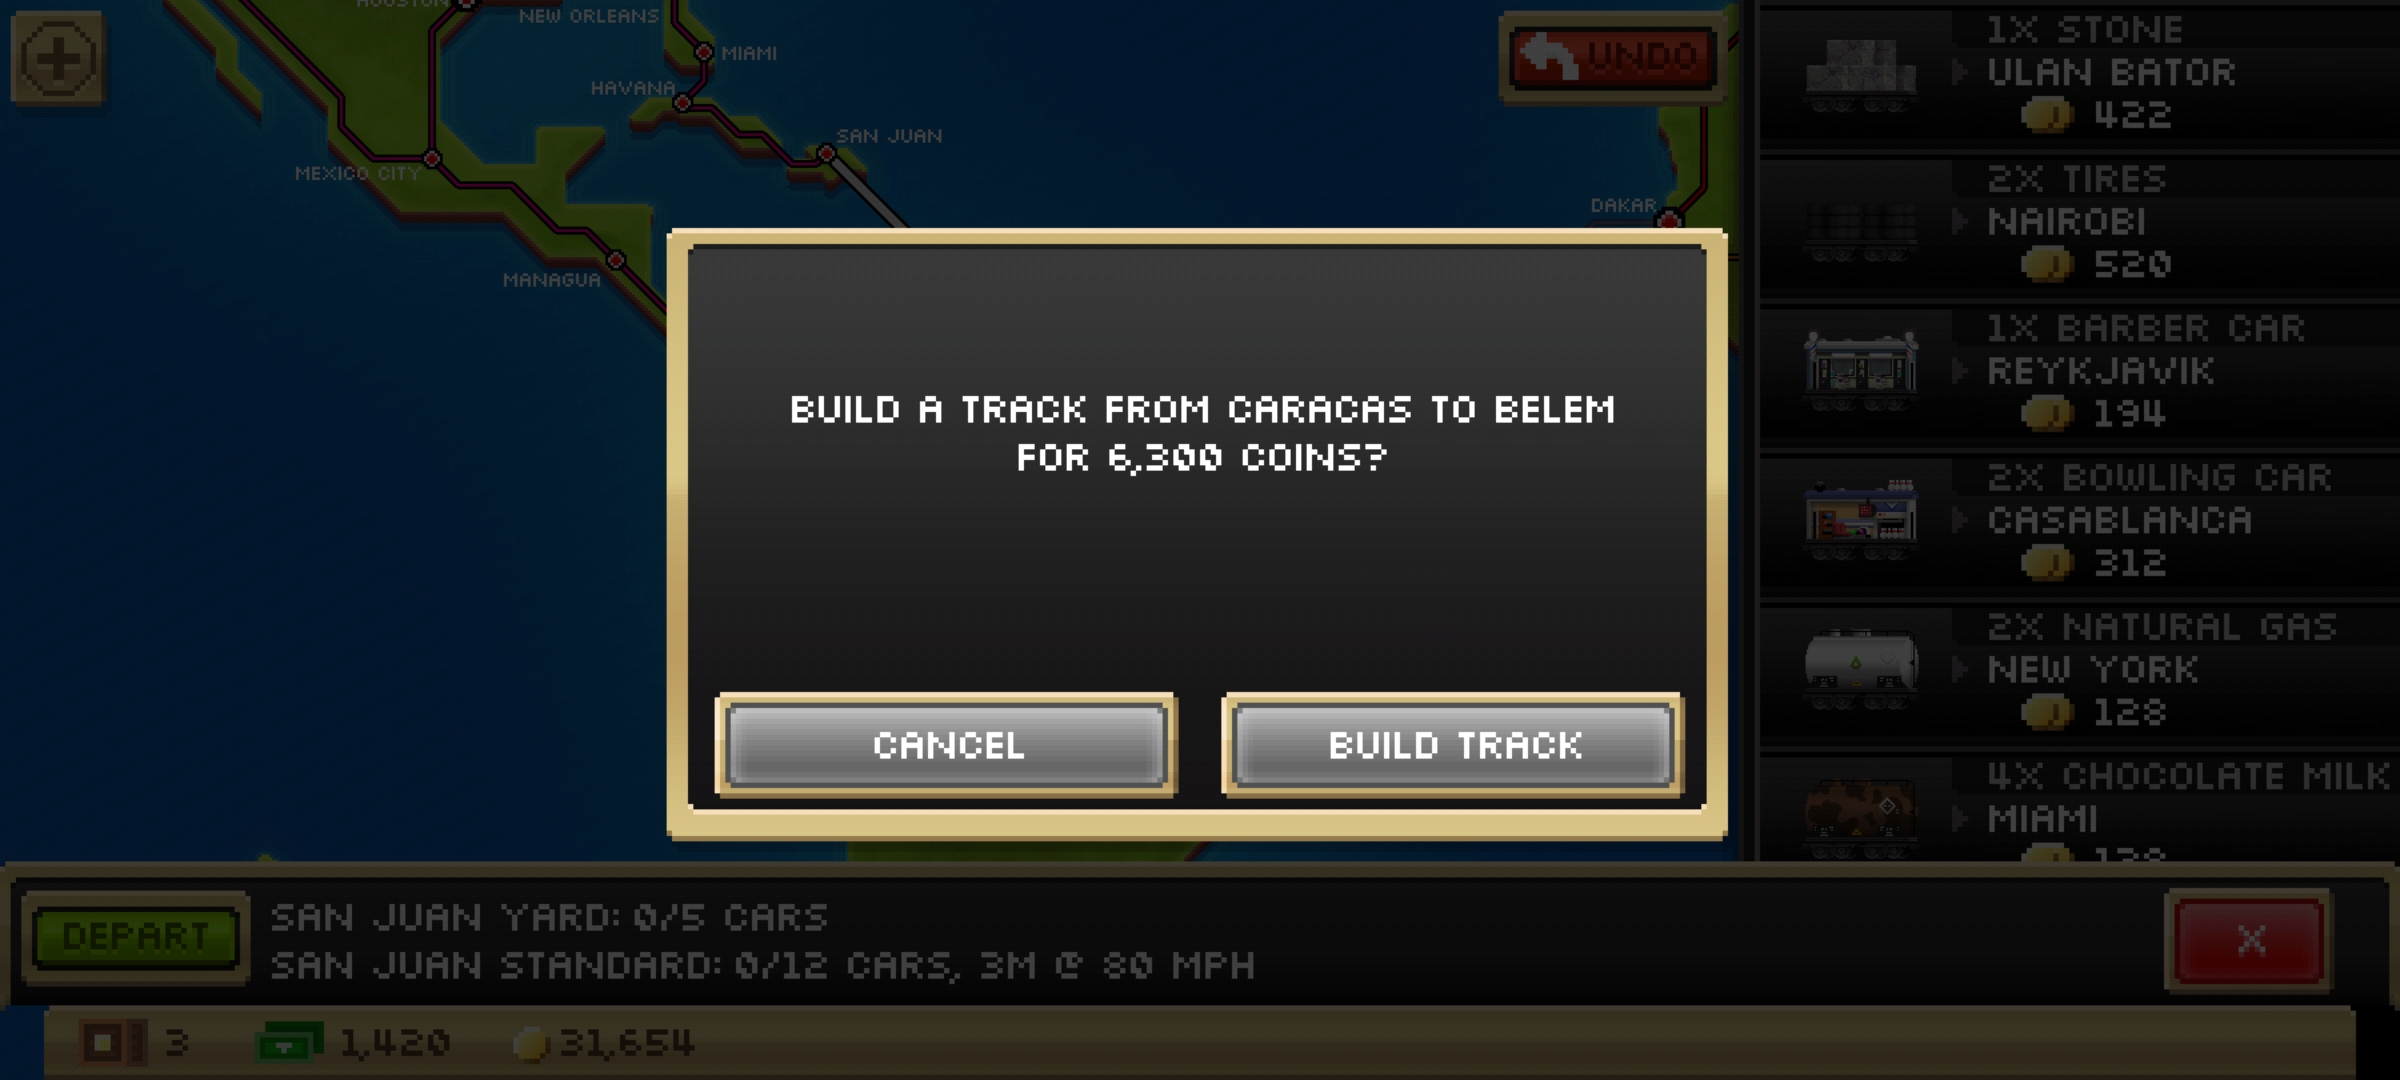 HOUSTON
NEW ORLEANS
MIAMI
HAVANA
SAN JUAN
MEXICO CITY
MANAGUA
DAKAR
UNDO
1X STONE
ULAN BATOR
422
2X TIRES
NAIROBI
520
1X BARBER CAR
REYKJAVIK
194
2X BOWLING CAR
CASABLANCA
312
2X NATURAL GAS
NEW YORK
128
4X CHOCOLATE MILK
MIAMI
BUILD A TRACK FROM CARACAS TO BELEM
FOR 6,300 COINS?
CANCEL
BUILD TRACK
DEPART
SAN JUAN YARD: 0/5 CARS
SAN JUAN STANDARD: 0/12 CARS, 3M @ 80 MPH
X
3
1,420
31,654